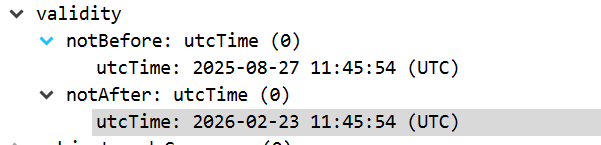 validity
notBefore: utcTime (0)
utcTime: 2025-08-27 11:45:54 (UTC)
notAfter: utcTime (0)
utcTime: 2026-02-23 11:45:54 (UTC)